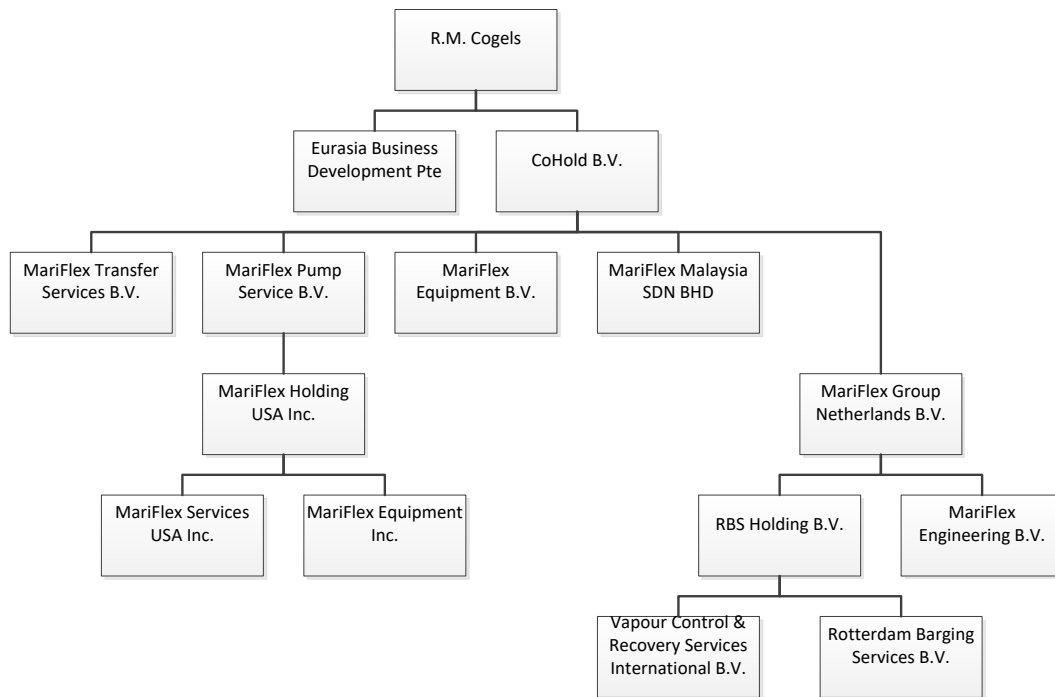 R.M. Cogels
Eurasia Business
Development Pte
CoHold B.V.
MariFlex Transfer
Services B.V.
MariFlex Pump
Service B.V.
MariFlex
Equipment B.V.
MariFlex Malaysia
SDN BHD
MariFlex Holding
USA Inc.
MariFlex Group
Netherlands B.V.
MariFlex Services
USA Inc.
MariFlex Equipment
Inc.
RBS Holding B.V.
MariFlex
Engineering B.V.
Vapour Control &
Recovery Services
International B.V.
Rotterdam Barging
Services B.V.